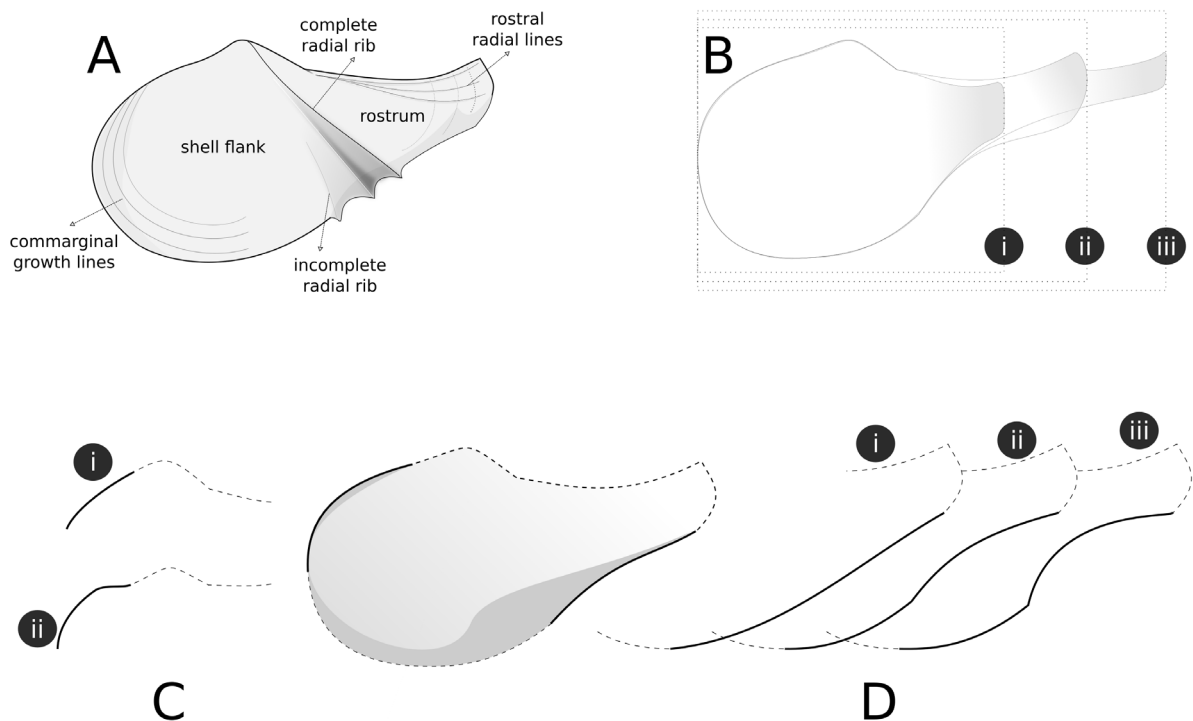 A
complete
radial rib
rostral
radial lines
rostrum
shell flank
commarginal
growth lines
incomplete
radial rib
B
i
ii
iii
i
ii
C
i
ii
iii
D